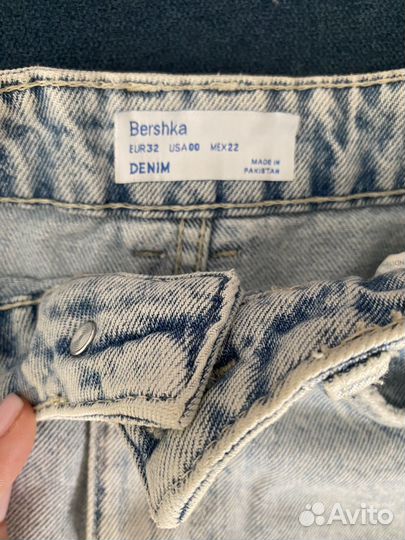 Bershka
EUR32 USA00 MEX22
DENIM
MADE IN
PAKISTAN
Avito